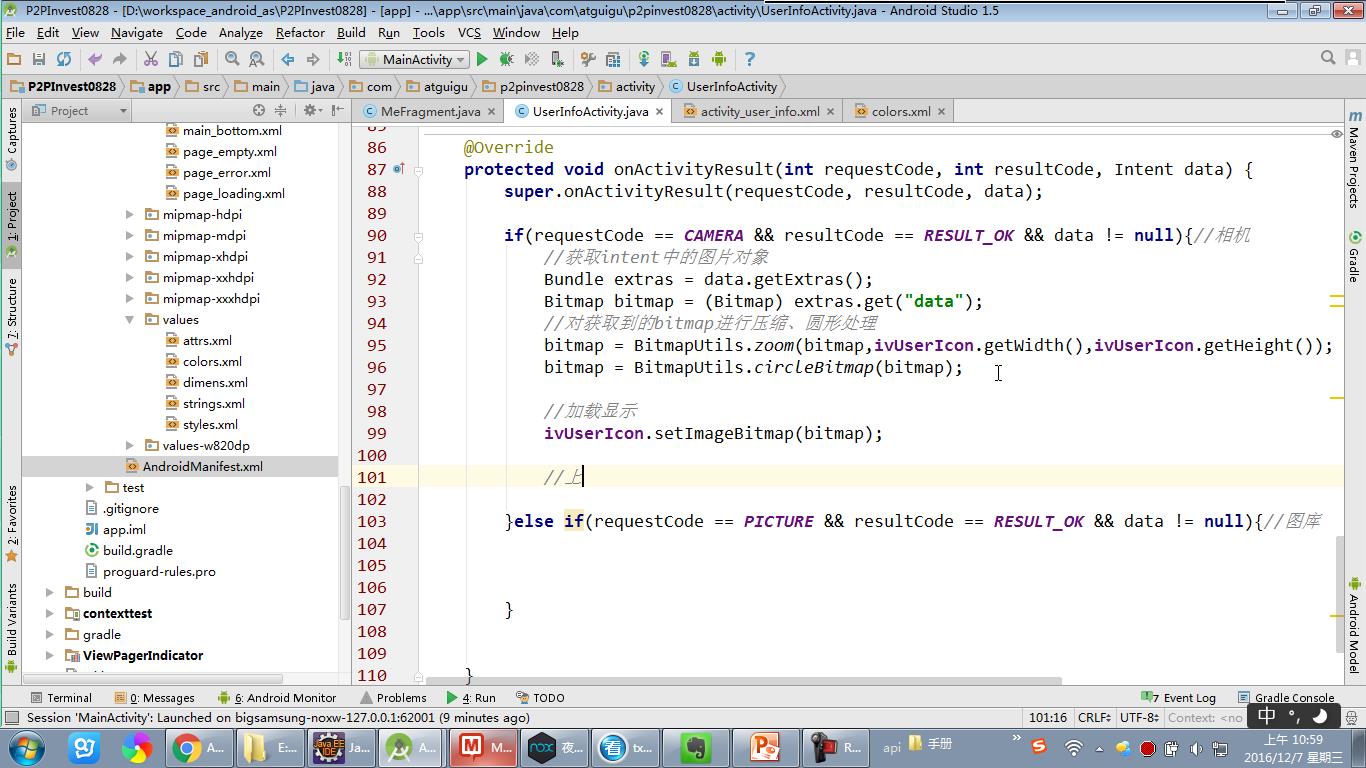 P2PInvest0828 - [D:\workspace_android_as\P2PInvest0828] - [app] - ...\app\src\main\java\com\atguigu\p2pinvest0828\activity\UserInfoActivity.java - Android Studio 1.5
File Edit View Navigate Code Analyze Refactor Build Run Tools VCS Window Help
MainActivity
P2PInvest0828 app src main java com atguigu p2pinvest0828 activity UserInfoActivity
Project
MeFragment.java UserInfoActivity.java activity_user_info.xml colors.xml
Captures
1: Project
7: Structure
2: Favorites
Build Variants
main_bottom.xml
page_empty.xml
page_error.xml
page_loading.xml
mipmap-hdpi
mipmap-mdpi
mipmap-xhdpi
mipmap-xxhdpi
mipmap-xxxhdpi
values
attrs.xml
colors.xml
dimens.xml
strings.xml
styles.xml
values-w820dp
AndroidManifest.xml
test
.gitignore
app.iml
build.gradle
proguard-rules.pro
build
contexttest
gradle
ViewPagerIndicator
86 @Override
87 protected void onActivityResult(int requestCode, int resultCode, Intent data) {
88 super.onActivityResult(requestCode, resultCode, data);
89
90 if(requestCode == CAMERA && resultCode == RESULT_OK && data != null){//相机
91 //获取intent中的图片对象
92 Bundle extras = data.getExtras();
93 Bitmap bitmap = (Bitmap) extras.get("data");
94 //对获取到的bitmap进行压缩、圆形处理
95 bitmap = BitmapUtils.zoom(bitmap,ivUserIcon.getWidth(),ivUserIcon.getHeight());
96 bitmap = BitmapUtils.circleBitmap(bitmap);
97
98 //加载显示
99 ivUserIcon.setImageBitmap(bitmap);
100
101 //上
102
103 }else if(requestCode == PICTURE && resultCode == RESULT_OK && data != null){//图库
104
105
106
107 }
108
109
110 }
Maven Projects
Gradle
Android Model
Terminal 0: Messages 6: Android Monitor Problems 4: Run TODO 7 Event Log Gradle Console
Session 'MainActivity': Launched on bigsamsung-noxw-127.0.0.1:62001 (9 minutes ago) 101:16 CRLF UTF-8 Context: <no
中
A... E:... Ja... A... M... nox 夜... 看 tx... R... api 手册
上午 10:59
2016/12/7 星期三